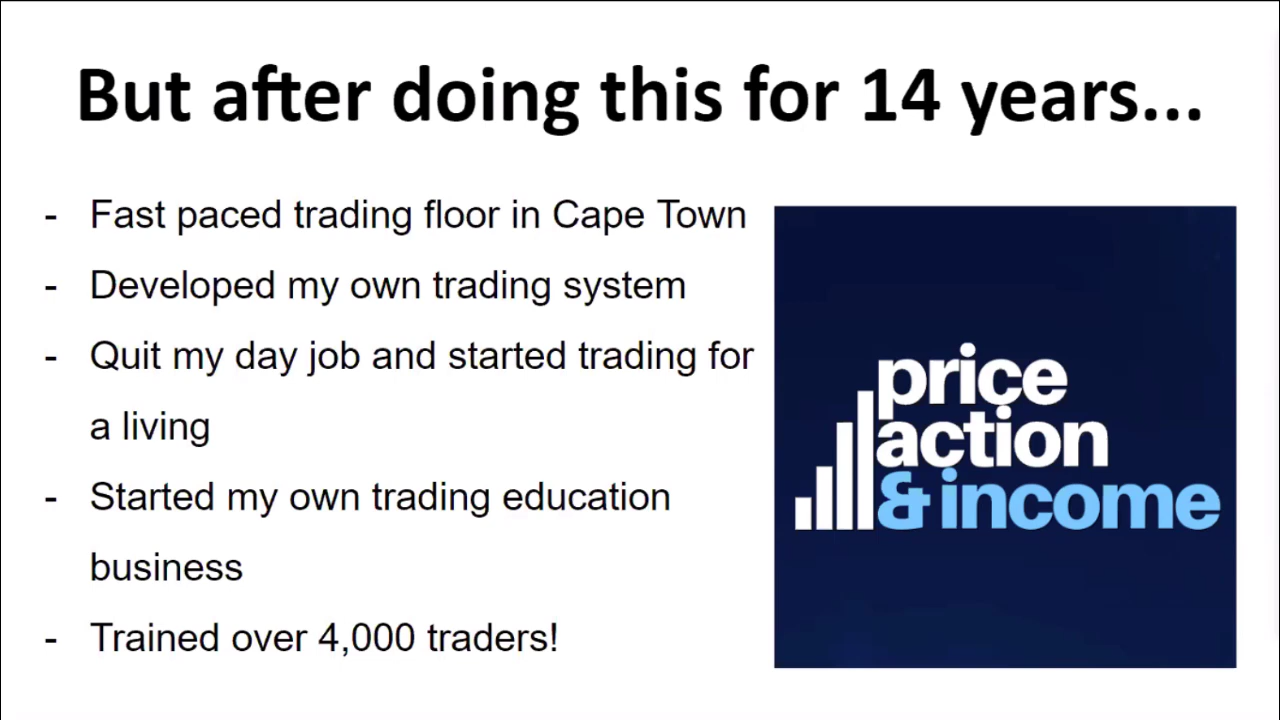 But after doing this for 14 years...
- Fast paced trading floor in Cape Town
- Developed my own trading system
- Quit my day job and started trading for
a living
- Started my own trading education
business
- Trained over 4,000 traders!
price
action
& income